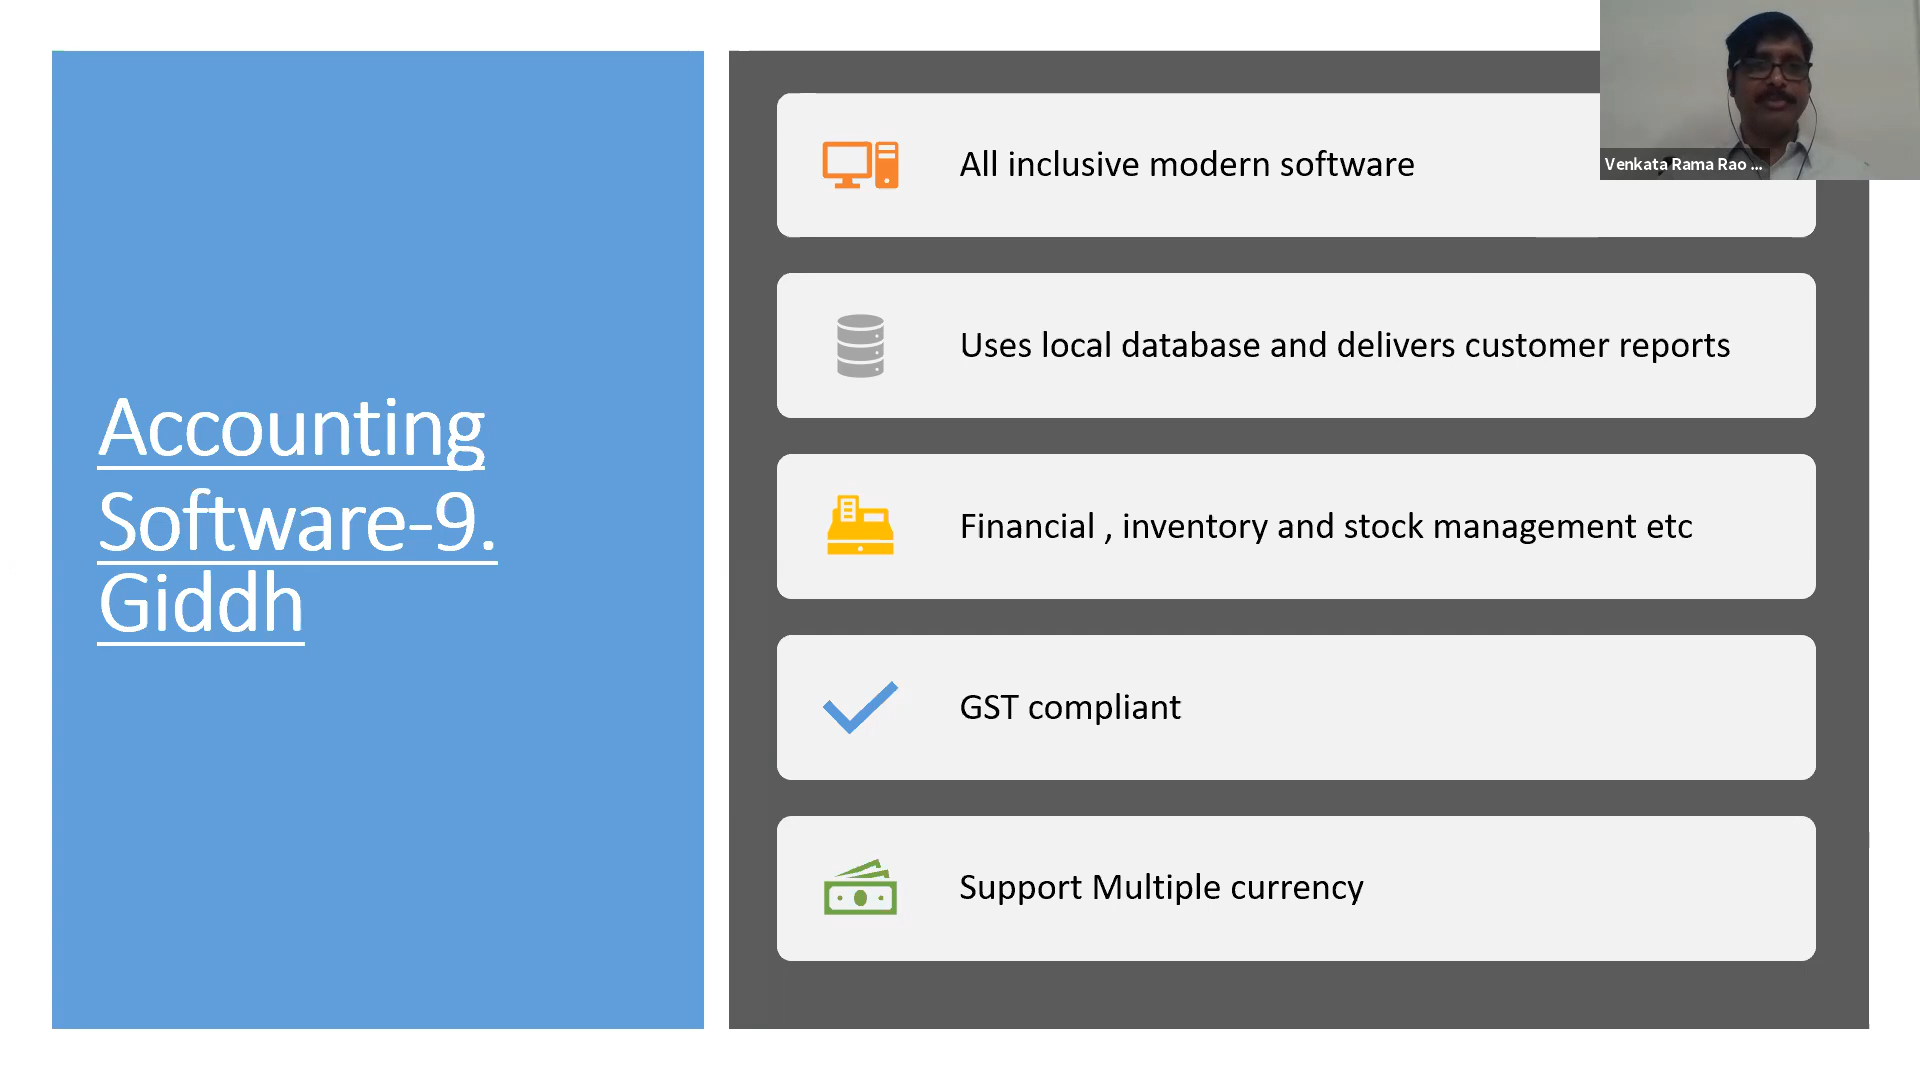 Accounting
Software-9.
Giddh
All inclusive modern software
Uses local database and delivers customer reports
Financial , inventory and stock management etc
GST compliant
Support Multiple currency
Venkata Rama Rao ...